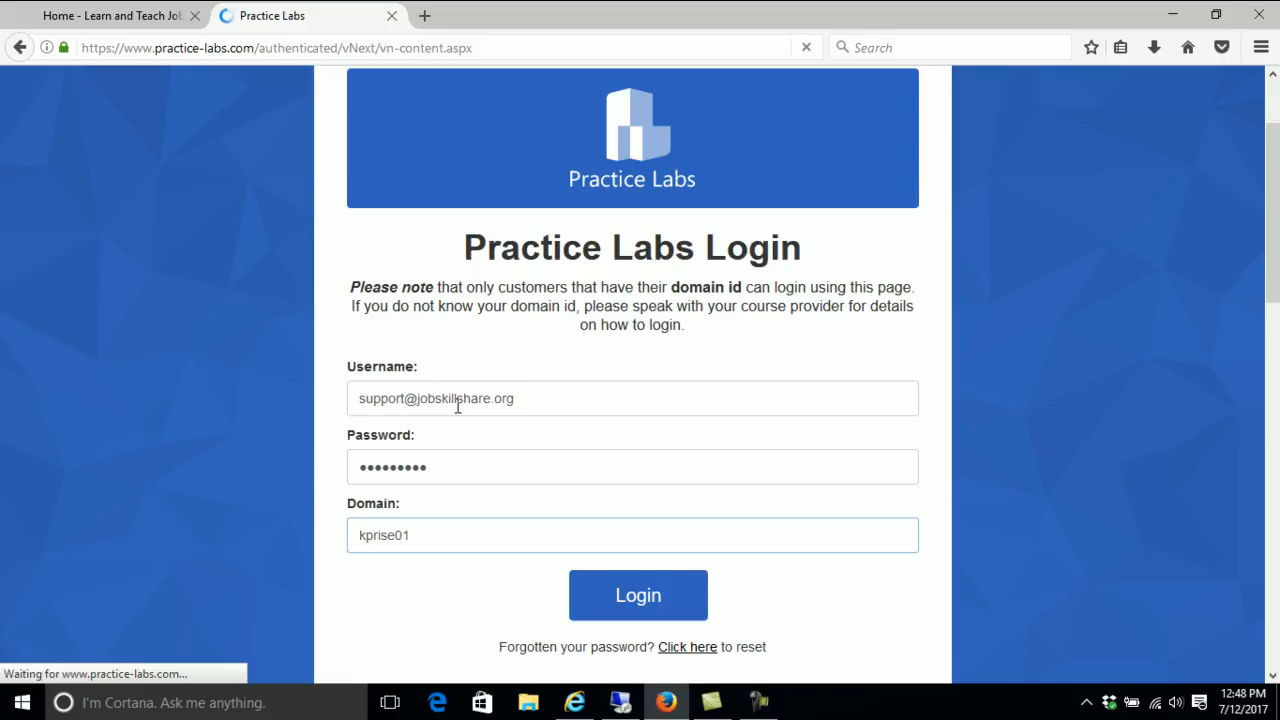 Home - Learn and Teach Jol
Practice Labs
https://www.practice-labs.com/authenticated/vNext/vn-content.aspx
Search
Practice Labs
Practice Labs Login
Please note that only customers that have their domain id can login using this page.
If you do not know your domain id, please speak with your course provider for details
on how to login.
Username:
support@jobskillshare.org
Password:
•••••••••
Domain:
kprise01
Login
Forgotten your password? Click here to reset
Waiting for www.practice-labs.com...
I'm Cortana. Ask me anything.
12:48 PM
7/12/2017